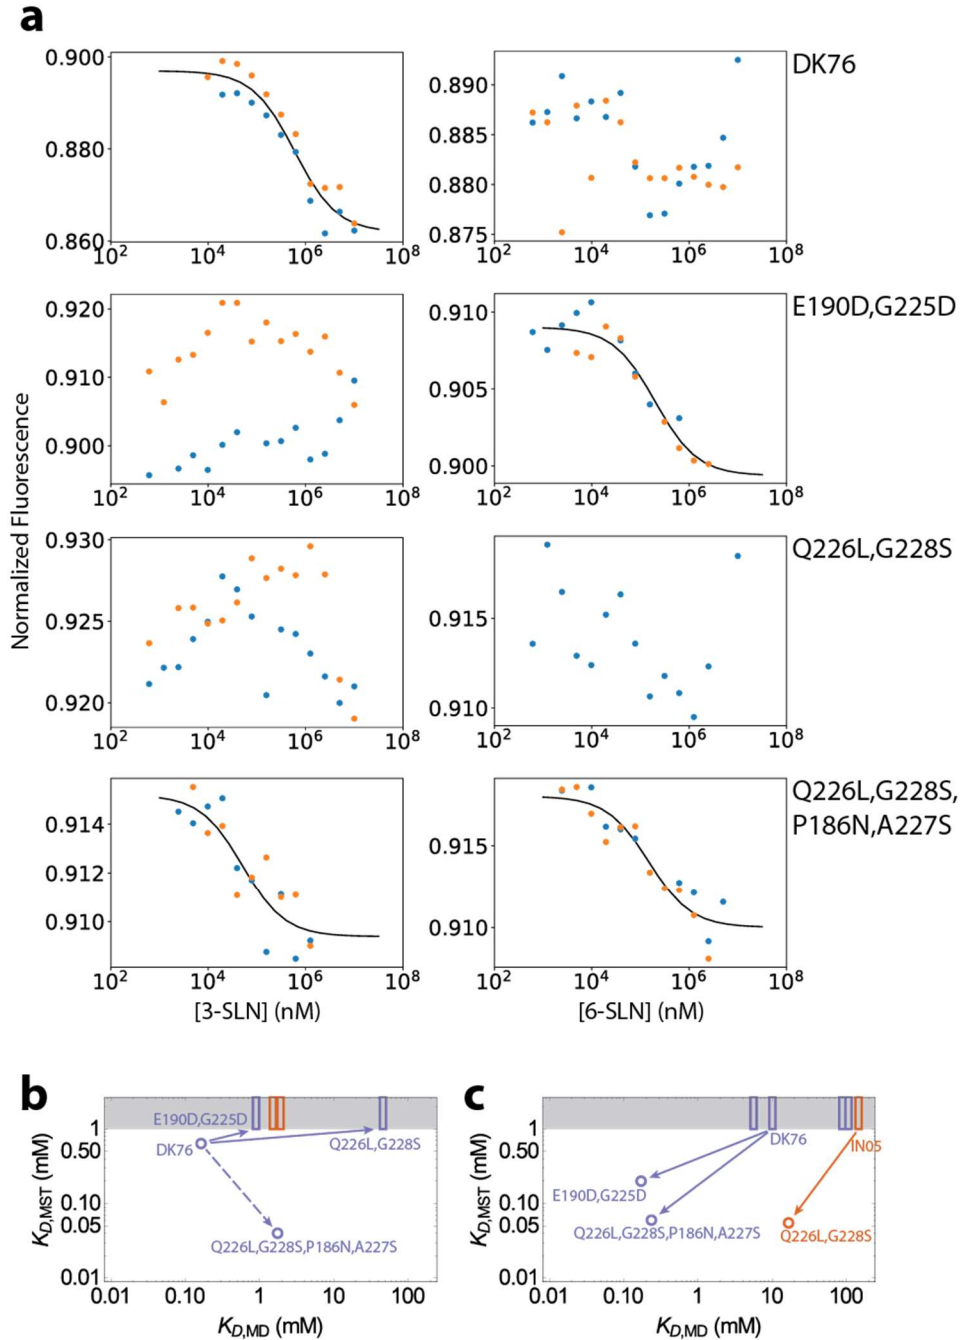 a
0.900
0.880
0.860
10² 10⁴ 10⁶ 10⁸
0.890
0.885
0.880
0.875
10² 10⁴ 10⁶ 10⁸
DK76
0.920
0.910
0.900
10² 10⁴ 10⁶ 10⁸
0.910
0.905
0.900
10² 10⁴ 10⁶ 10⁸
E190D,G225D
Normalized Fluorescence
0.930
0.925
0.920
10² 10⁴ 10⁶ 10⁸
0.915
0.910
10² 10⁴ 10⁶ 10⁸
Q226L,G228S
0.914
0.912
0.910
10² 10⁴ 10⁶ 10⁸
[3-SLN] (nM)
0.915
0.910
10² 10⁴ 10⁶ 10⁸
[6-SLN] (nM)
Q226L,G228S,
P186N,A227S
b
K_D,MST (mM)
1
0.50
0.10
0.05
0.01
E190D,G225D
DK76
Q226L,G228S
Q226L,G228S,P186N,A227S
0.01 0.10 1 10 100
K_D,MD (mM)
c
K_D,MST (mM)
1
0.50
0.10
0.05
0.01
DK76
IN05
E190D,G225D
Q226L,G228S,P186N,A227S
Q226L,G228S
0.01 0.10 1 10 100
K_D,MD (mM)